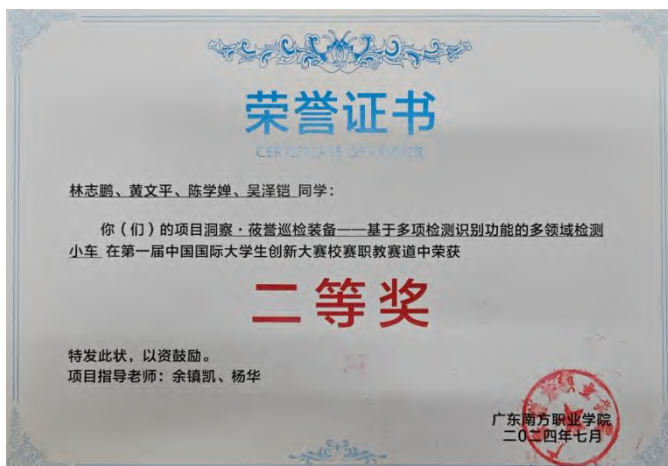 荣誉证书
CERTIFICATE OF HONOR
林志鹏、黄文平、陈学婵、吴泽铠 同学：
你（们）的项目洞察·莜誉巡检装备——基于多项检测识别功能的多领域检测
小车 在第一届中国国际大学生创新大赛校赛职教赛道中荣获
二等奖
特发此状，以资鼓励。
项目指导老师：余镇凯、杨华
广东南方职业学院
二〇二四年七月